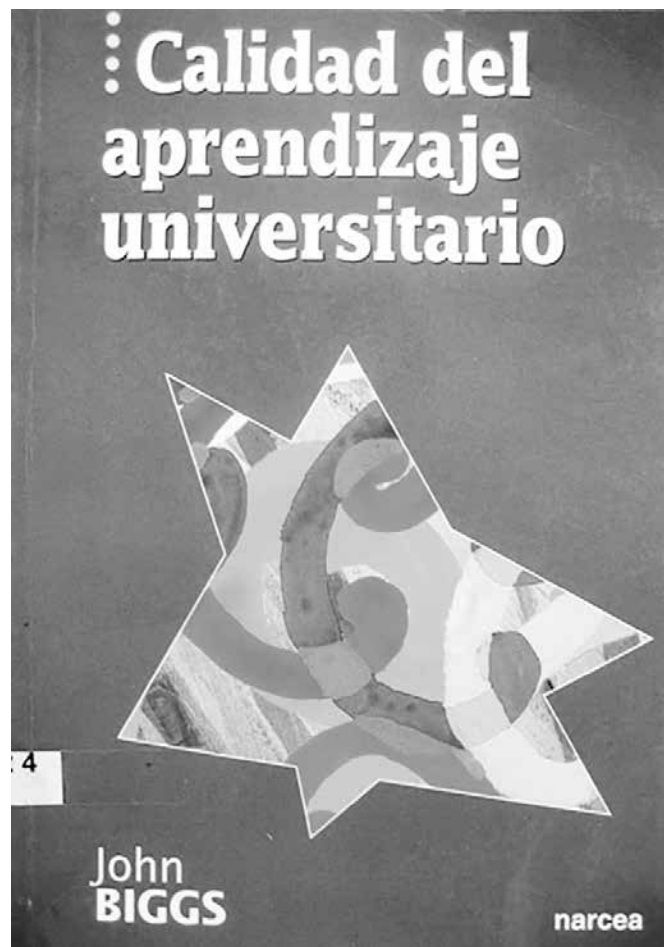 Calidad del
aprendizaje
universitario
: 4
John
BIGGS
narcea